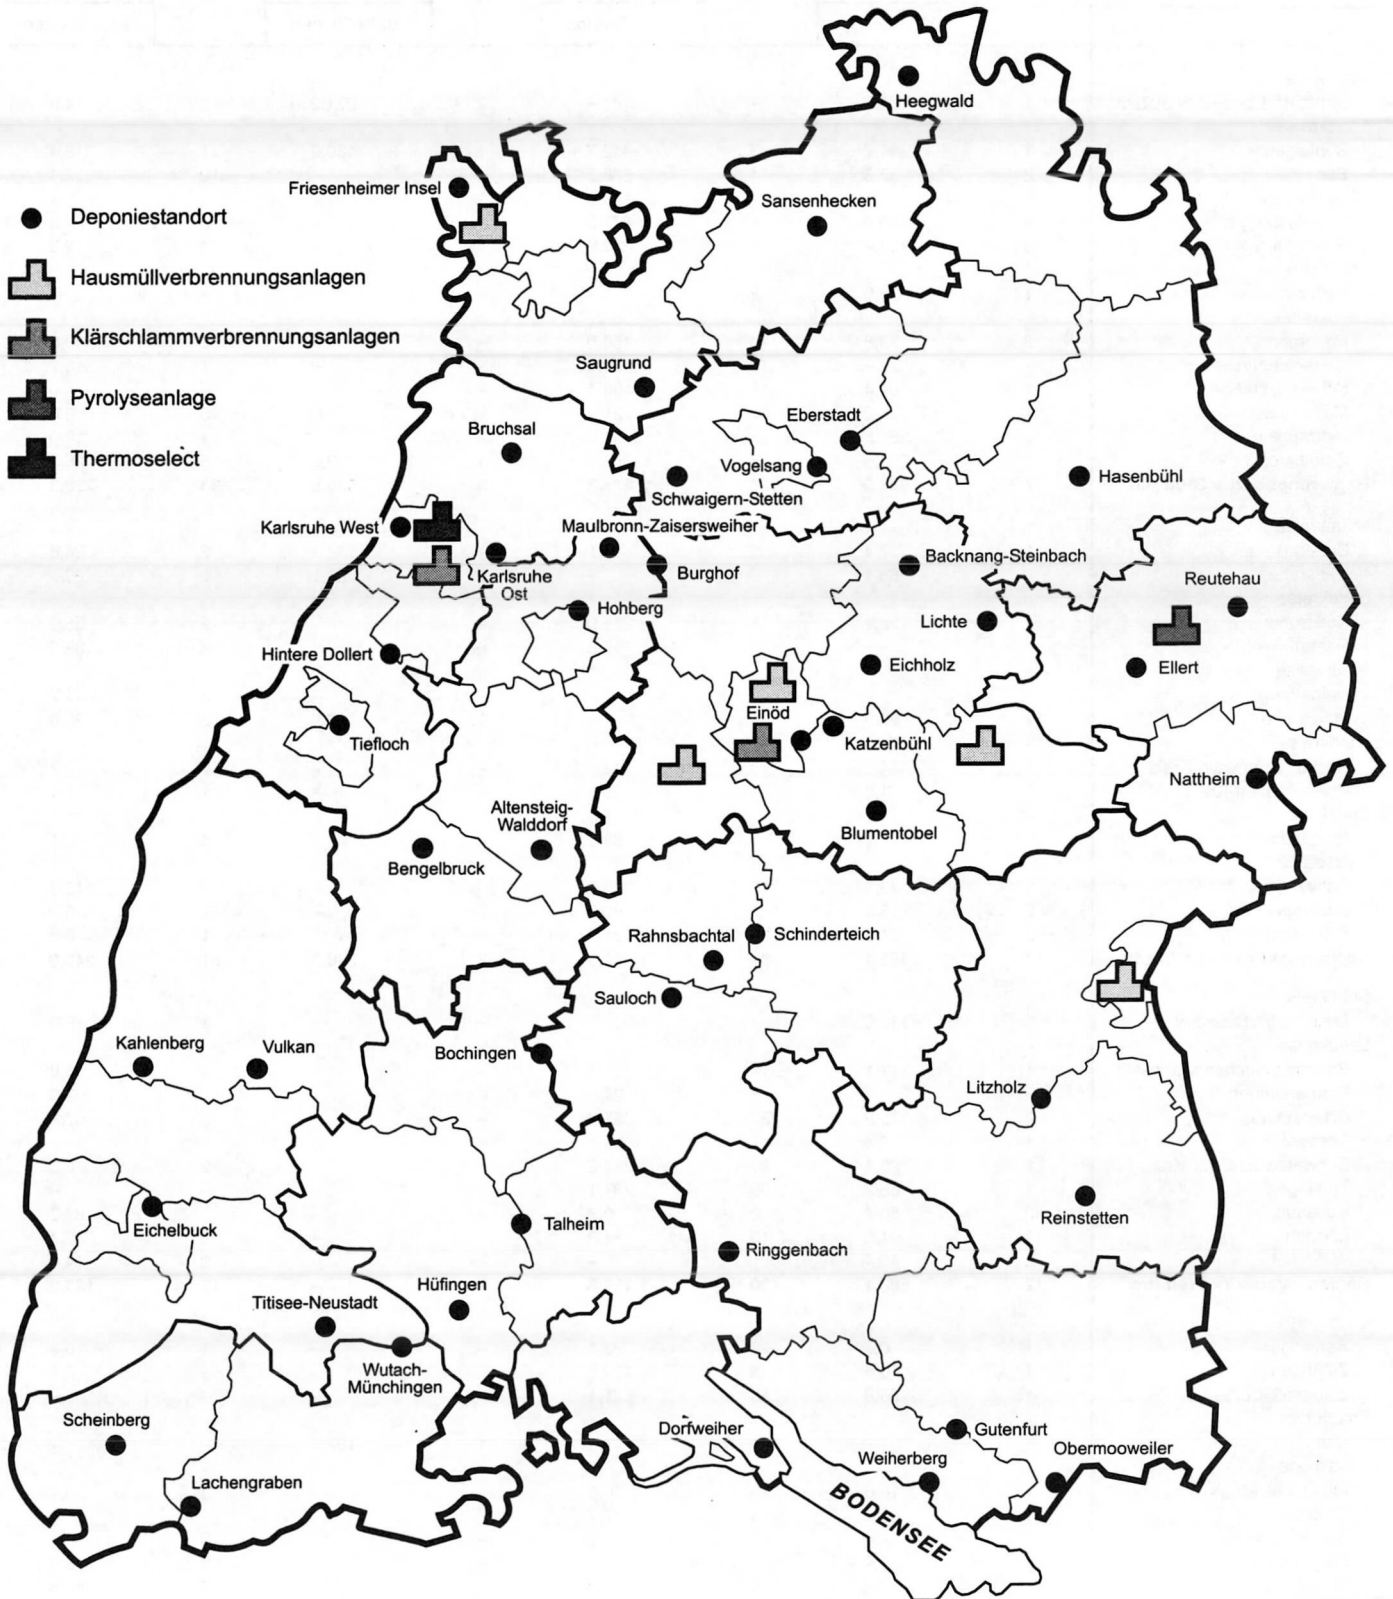 Heegwald
Friesenheimer Insel
Sansenhecken
Deponiestandort
Hausmüllverbrennungsanlagen
Klärschlammverbrennungsanlagen
Pyrolyseanlage
Thermoselect
Saugrund
Eberstadt
Bruchsal
Vogelsang
Hasenbühl
Schwaigern-Stetten
Karlsruhe West
Maulbronn-Zaisersweiher
Backnang-Steinbach
Karlsruhe
Ost
Burghof
Reutehau
Hohberg
Lichte
Hintere Dollert
Eichholz
Ellert
Einöd
Tiefloch
Katzenbühl
Nattheim
Altensteig-
Walddorf
Blumentobel
Bengelbruck
Rahnsbachtal
Schinderteich
Sauloch
Kahlenberg
Vulkan
Bochingen
Litzholz
Eichelbuck
Talheim
Reinstetten
Ringgenbach
Hüfingen
Titisee-Neustadt
Wutach-
Münchingen
Scheinberg
Dorfweiher
Gutenfurt
Obermooweiler
Weiherberg
Lachengraben
BODENSEE